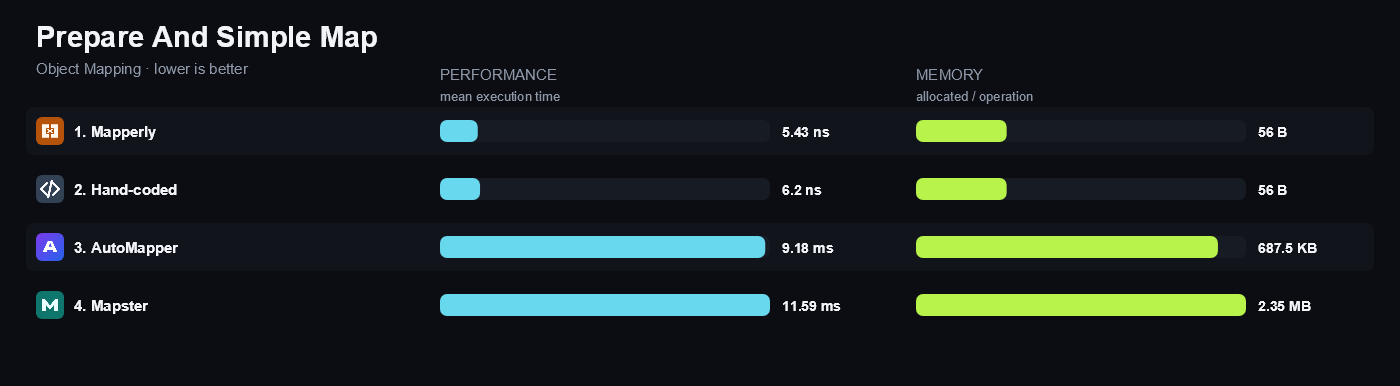 Prepare And Simple Map
Object Mapping · lower is better
PERFORMANCE
mean execution time
MEMORY
allocated / operation
1. Mapperly 5.43 ns 56 B
2. Hand-coded 6.2 ns 56 B
A 3. AutoMapper 9.18 ms 687.5 KB
M 4. Mapster 11.59 ms 2.35 MB